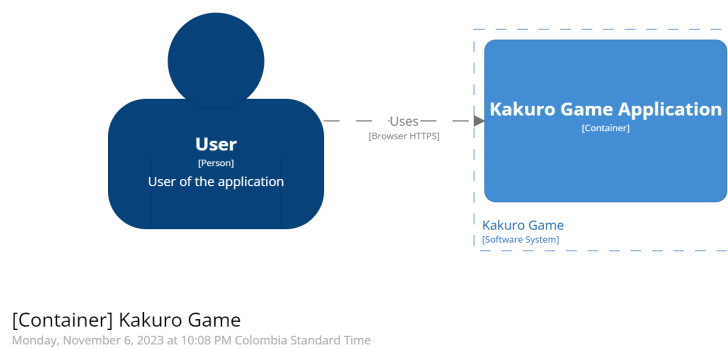 User
[Person]
User of the application
Uses
[Browser HTTPS]
Kakuro Game Application
[Container]
Kakuro Game
[Software System]
[Container] Kakuro Game
Monday, November 6, 2023 at 10:08 PM Colombia Standard Time